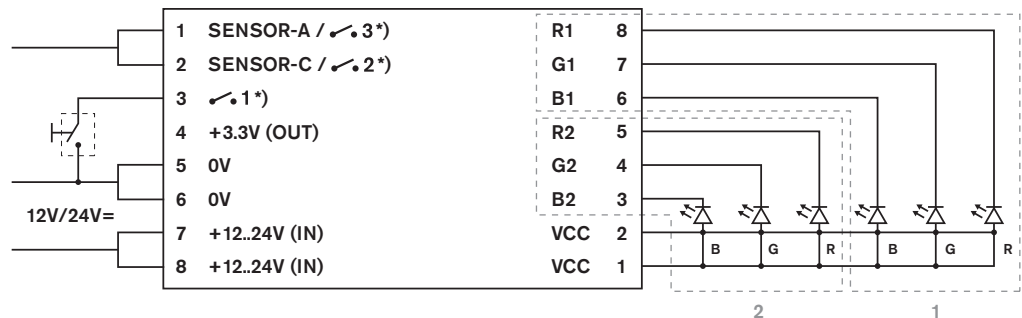 1 SENSOR-A / 3*) R1 8
2 SENSOR-C / 2*) G1 7
3 1*) B1 6
4 +3.3V (OUT) R2 5
5 0V G2 4
6 0V B2 3
12V/24V=
7 +12..24V (IN) VCC 2
8 +12..24V (IN) VCC 1
B G R B G R
2 1